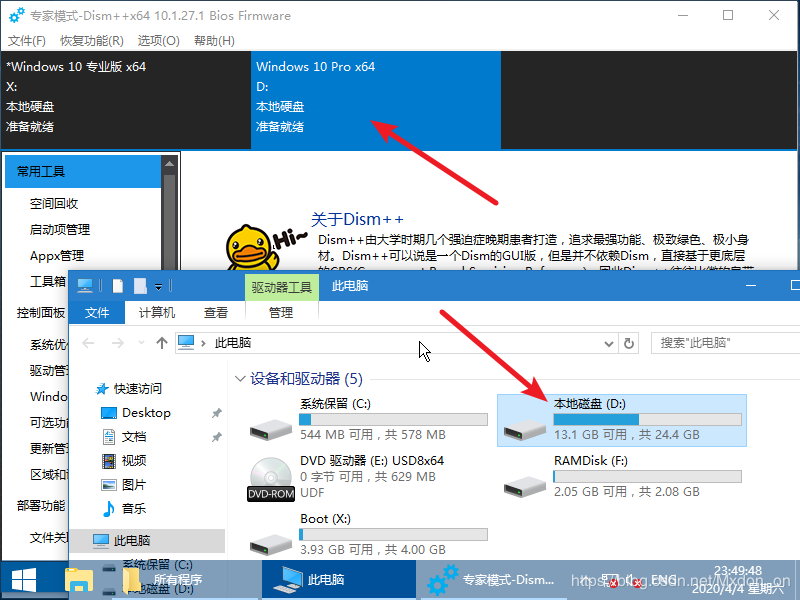 专家模式-Dism++x64 10.1.27.1 Bios Firmware
文件(F) 恢复功能(R) 选项(O) 帮助(H)
*Windows 10 专业版 x64
X:
本地硬盘
准备就绪
Windows 10 Pro x64
D:
本地硬盘
准备就绪
常用工具
空间回收
启动项管理
Appx管理
工具箱
控制面板
系统优
驱动管
Windo
可选功
更新管
区域和
部署功能
文件关
Hi~
关于Dism++
Dism++由大学时期几个强迫症晚期患者打造，追求最强功能、极致绿色、极小身
材。Dism++可以说是一个Dism的GUI版，但是并不依赖Dism，直接基于更底层
驱动器工具 此电脑
文件 计算机 查看 管理
此电脑
搜索"此电脑"
快速访问
Desktop
文档
视频
图片
音乐
此电脑
系统保留 (C:)
本地磁盘 (D:)
设备和驱动器 (5)
系统保留 (C:)
544 MB 可用，共 578 MB
本地磁盘 (D:)
13.1 GB 可用，共 24.4 GB
DVD 驱动器 (E:) USD8x64
0 字节 可用，共 629 MB
UDF
DVD-ROM
RAMDisk (F:)
2.05 GB 可用，共 2.08 GB
Boot (X:)
3.93 GB 可用，共 4.00 GB
所有程序
此电脑
专家模式-Dism...
ENG
23:49:48
2020/4/4 星期六
https://blog.csdn.net/Mxdon_on